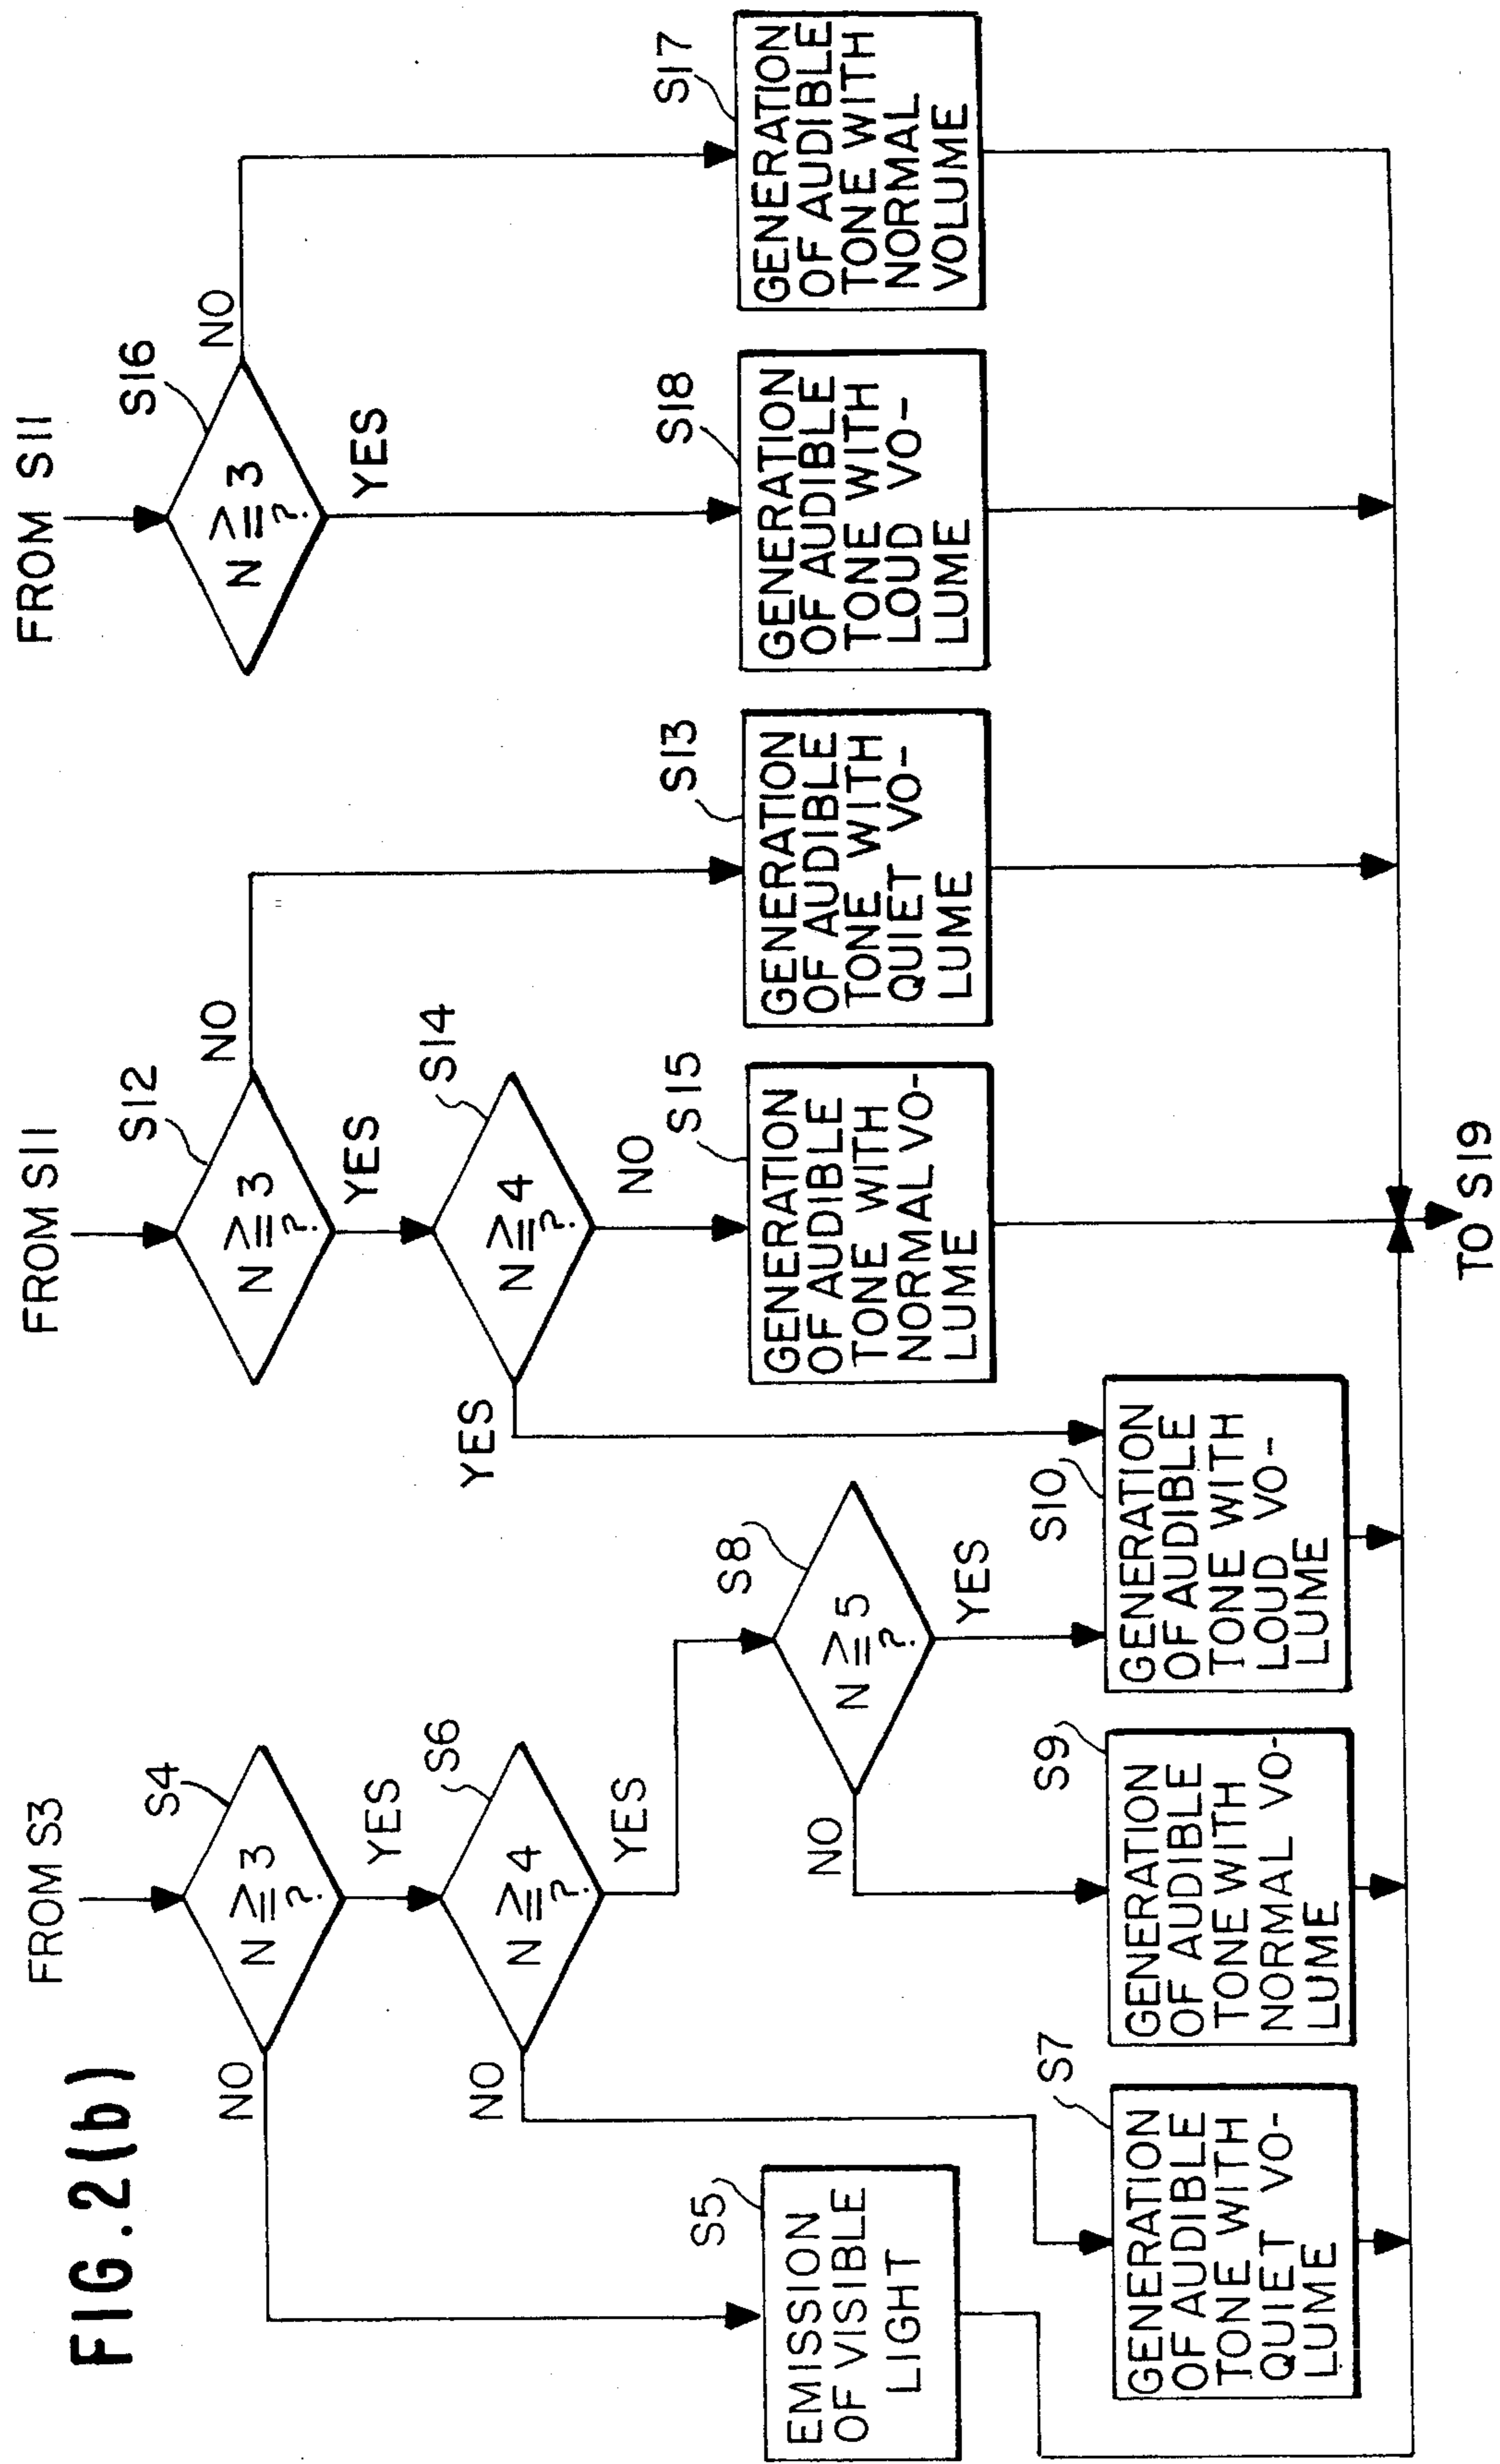 FIG.2(b)
FROM S3
S4
N ≧ 3
?
NO
YES
S6
N ≧ 4
?
NO
YES
S8
N ≧ 5
?
NO
YES
S5
EMISSION
OF VISIBLE
LIGHT
S7
GENERATION
OF AUDIBLE
TONE WITH
QUIET VO-
LUME
S9
GENERATION
OF AUDIBLE
TONE WITH
NORMAL VO-
LUME
S10
GENERATION
OF AUDIBLE
TONE WITH
LOUD VO-
LUME
FROM S11
S12
N ≧ 3
?
NO
YES
S14
N ≧ 4
?
YES
NO
S15
GENERATION
OF AUDIBLE
TONE WITH
NORMAL VO-
LUME
S13
GENERATION
OF AUDIBLE
TONE WITH
QUIET VO-
LUME
FROM S11
S16
N ≧ 3
?
NO
YES
S18
GENERATION
OF AUDIBLE
TONE WITH
LOUD VO-
LUME
S17
GENERATION
OF AUDIBLE
TONE WITH
NORMAL
VOLUME
TO S19